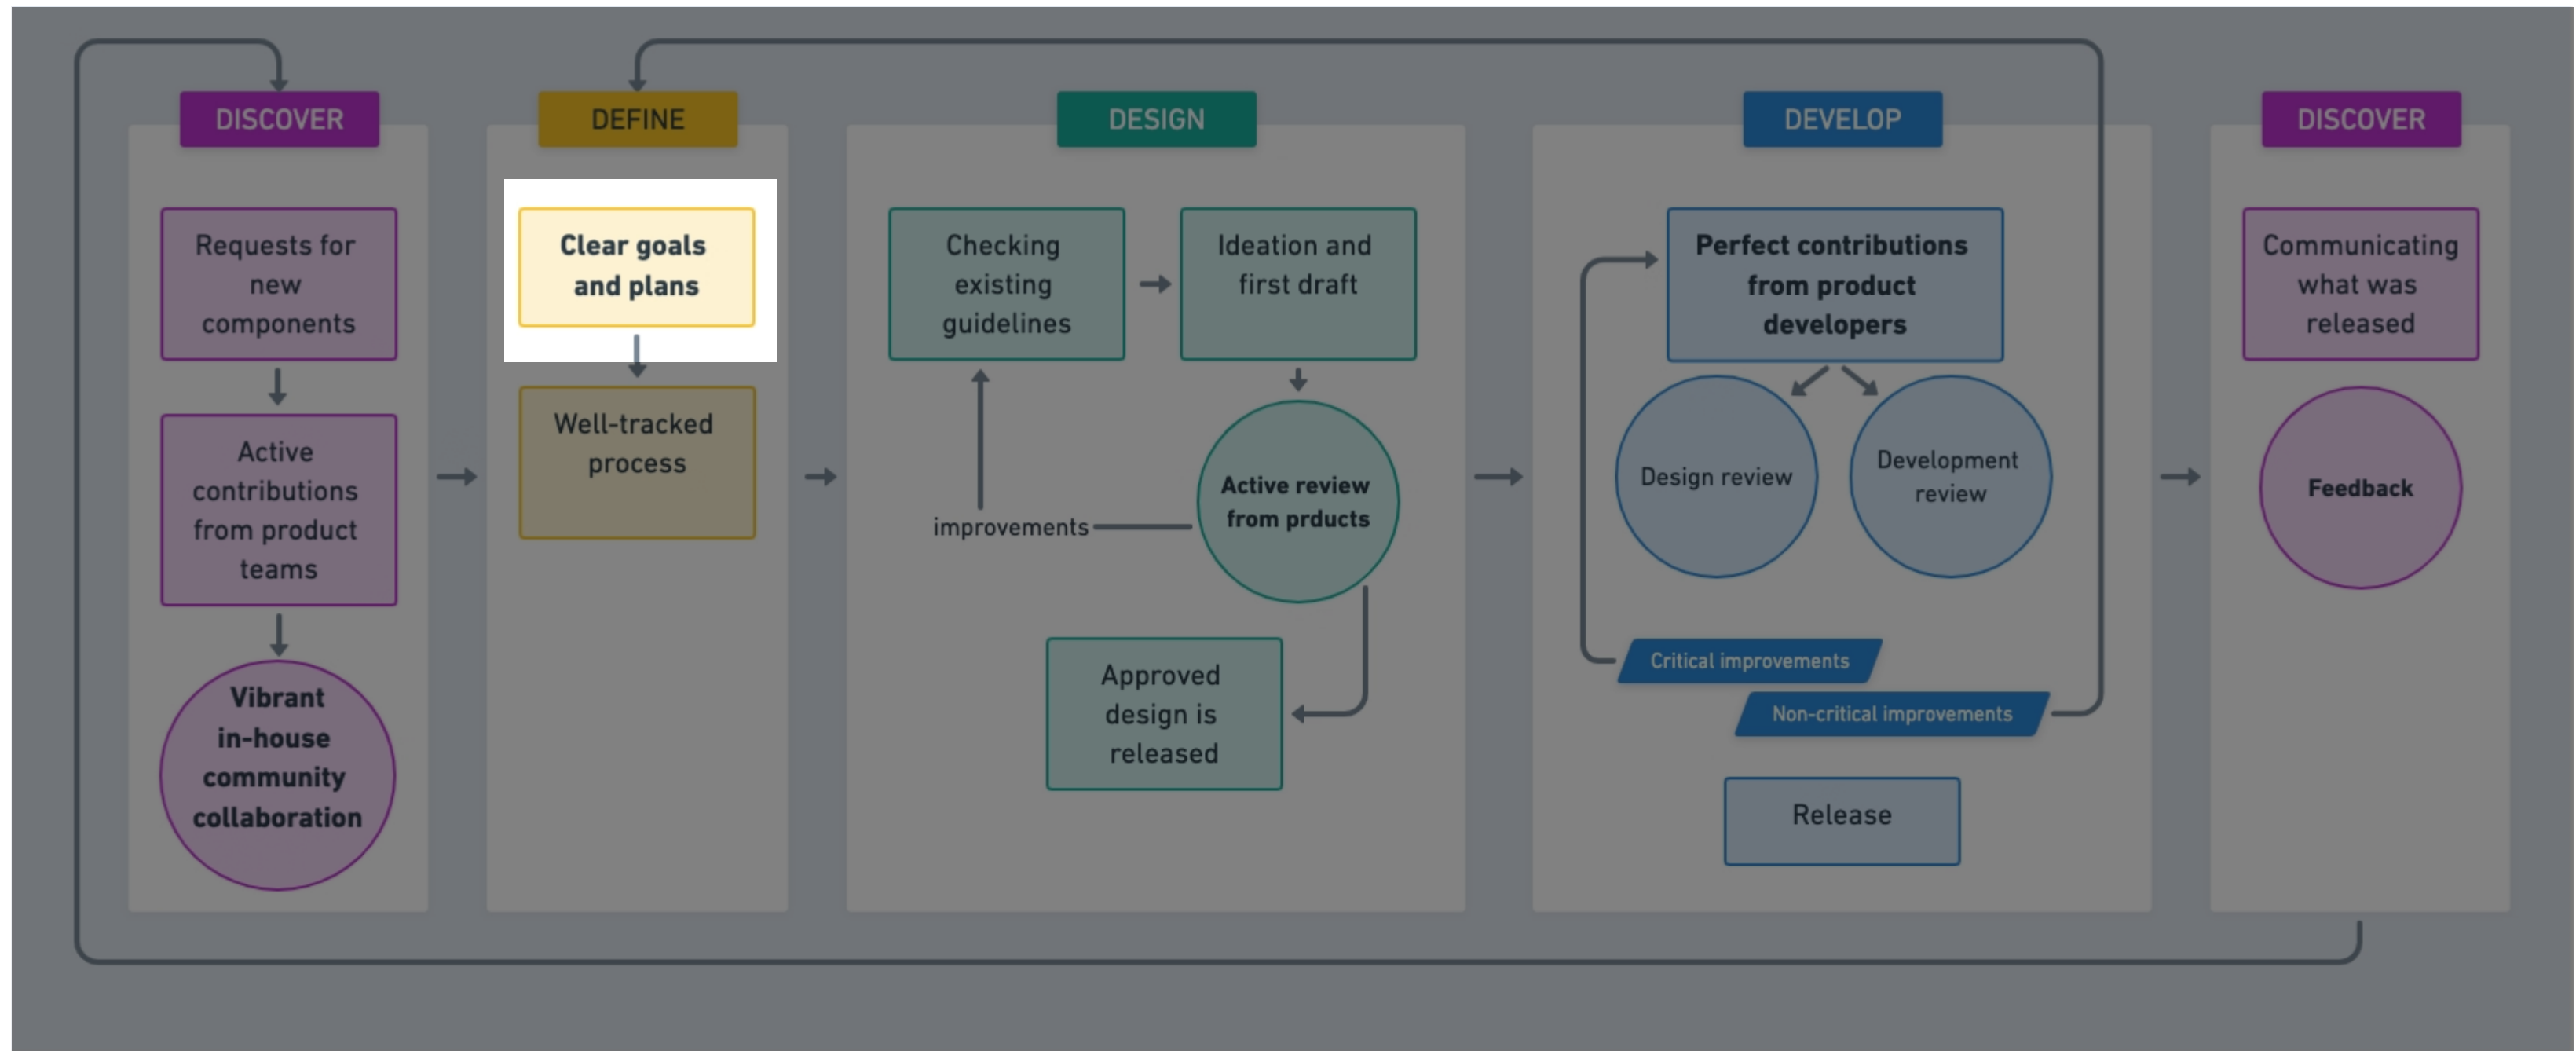 DISCOVER
Requests for
new
components
Active
contributions
from product
teams
Vibrant
in-house
community
collaboration
DEFINE
Clear goals
and plans
Well-tracked
process
DESIGN
Checking
existing
guidelines
Ideation and
first draft
Active review
from prducts
improvements
Approved
design is
released
DEVELOP
Perfect contributions
from product
developers
Design review
Development
review
Critical improvements
Non-critical improvements
Release
DISCOVER
Communicating
what was
released
Feedback